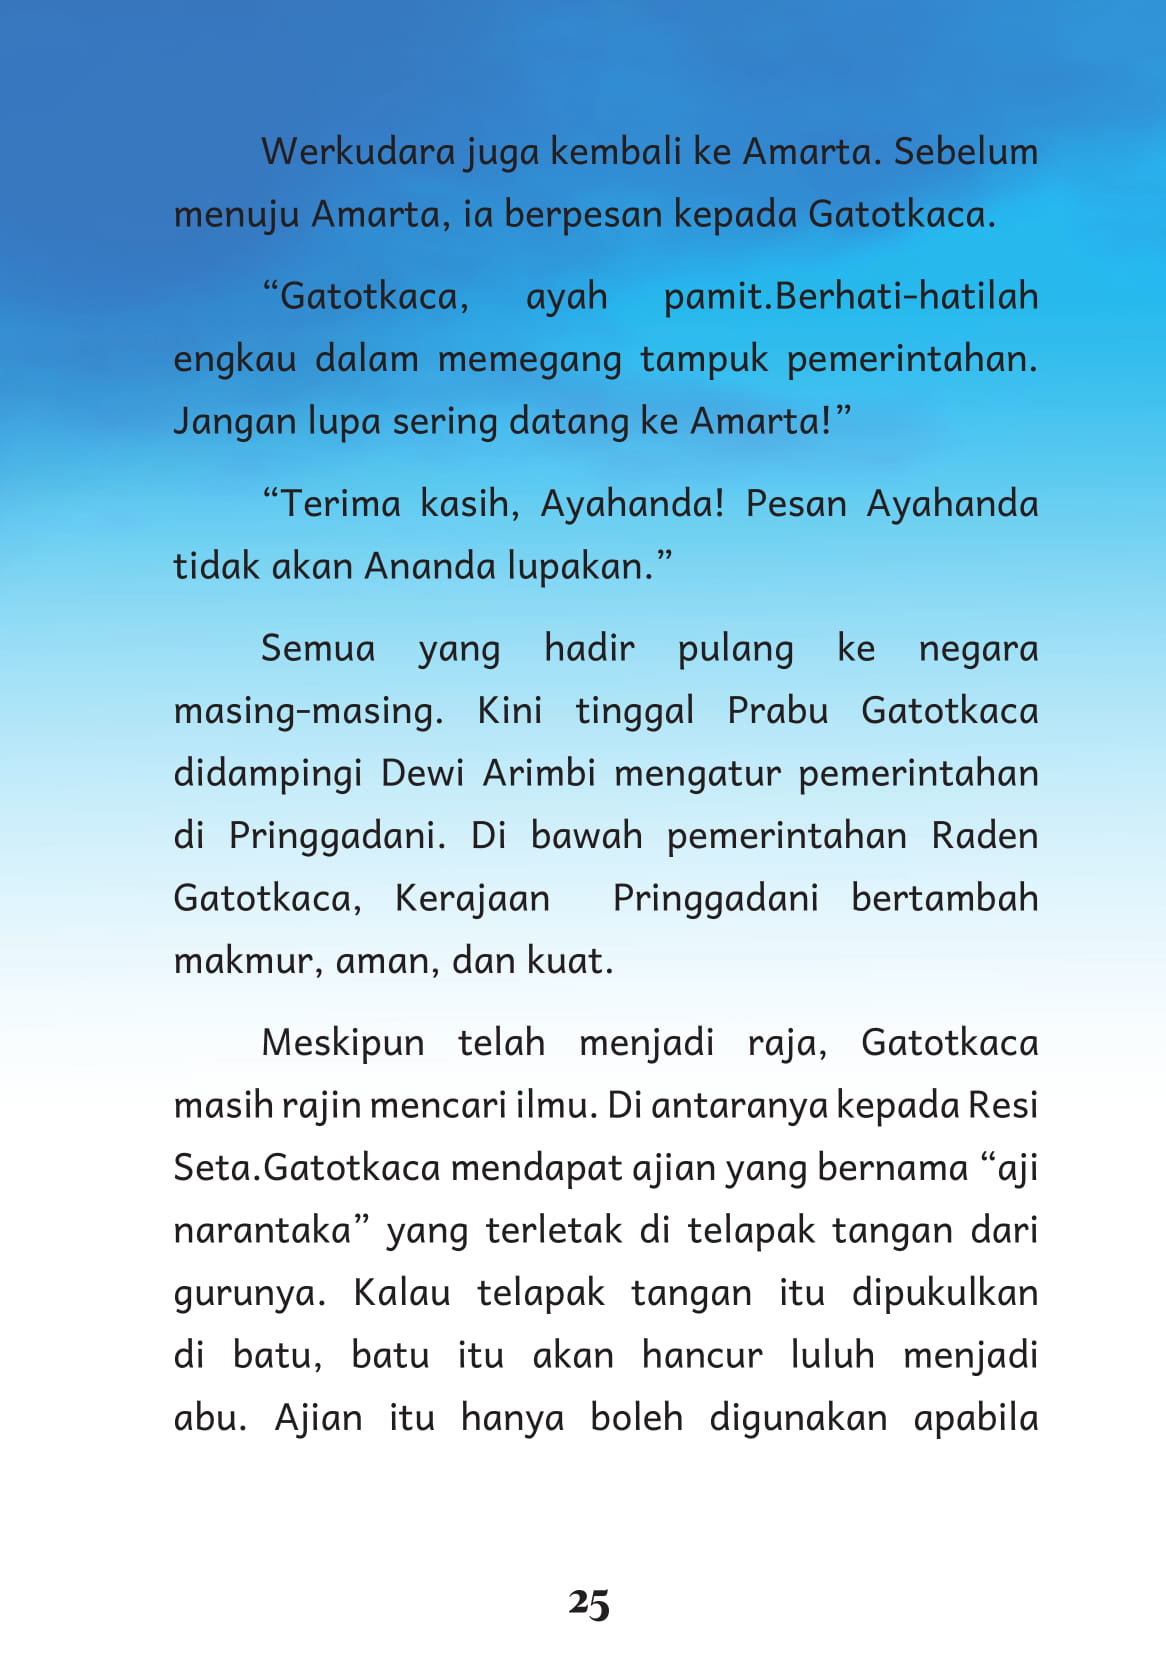 Werkudara juga kembali ke Amarta. Sebelum
menuju Amarta, ia berpesan kepada Gatotkaca.
“Gatotkaca, ayah pamit.Berhati-hatilah
engkau dalam memegang tampuk pemerintahan.
Jangan lupa sering datang ke Amarta!”
“Terima kasih, Ayahanda! Pesan Ayahanda
tidak akan Ananda lupakan.”
Semua yang hadir pulang ke negara
masing-masing. Kini tinggal Prabu Gatotkaca
didampingi Dewi Arimbi mengatur pemerintahan
di Pringgadani. Di bawah pemerintahan Raden
Gatotkaca, Kerajaan Pringgadani bertambah
makmur, aman, dan kuat.
Meskipun telah menjadi raja, Gatotkaca
masih rajin mencari ilmu. Di antaranya kepada Resi
Seta.Gatotkaca mendapat ajian yang bernama “aji
narantaka” yang terletak di telapak tangan dari
gurunya. Kalau telapak tangan itu dipukulkan
di batu, batu itu akan hancur luluh menjadi
abu. Ajian itu hanya boleh digunakan apabila
25